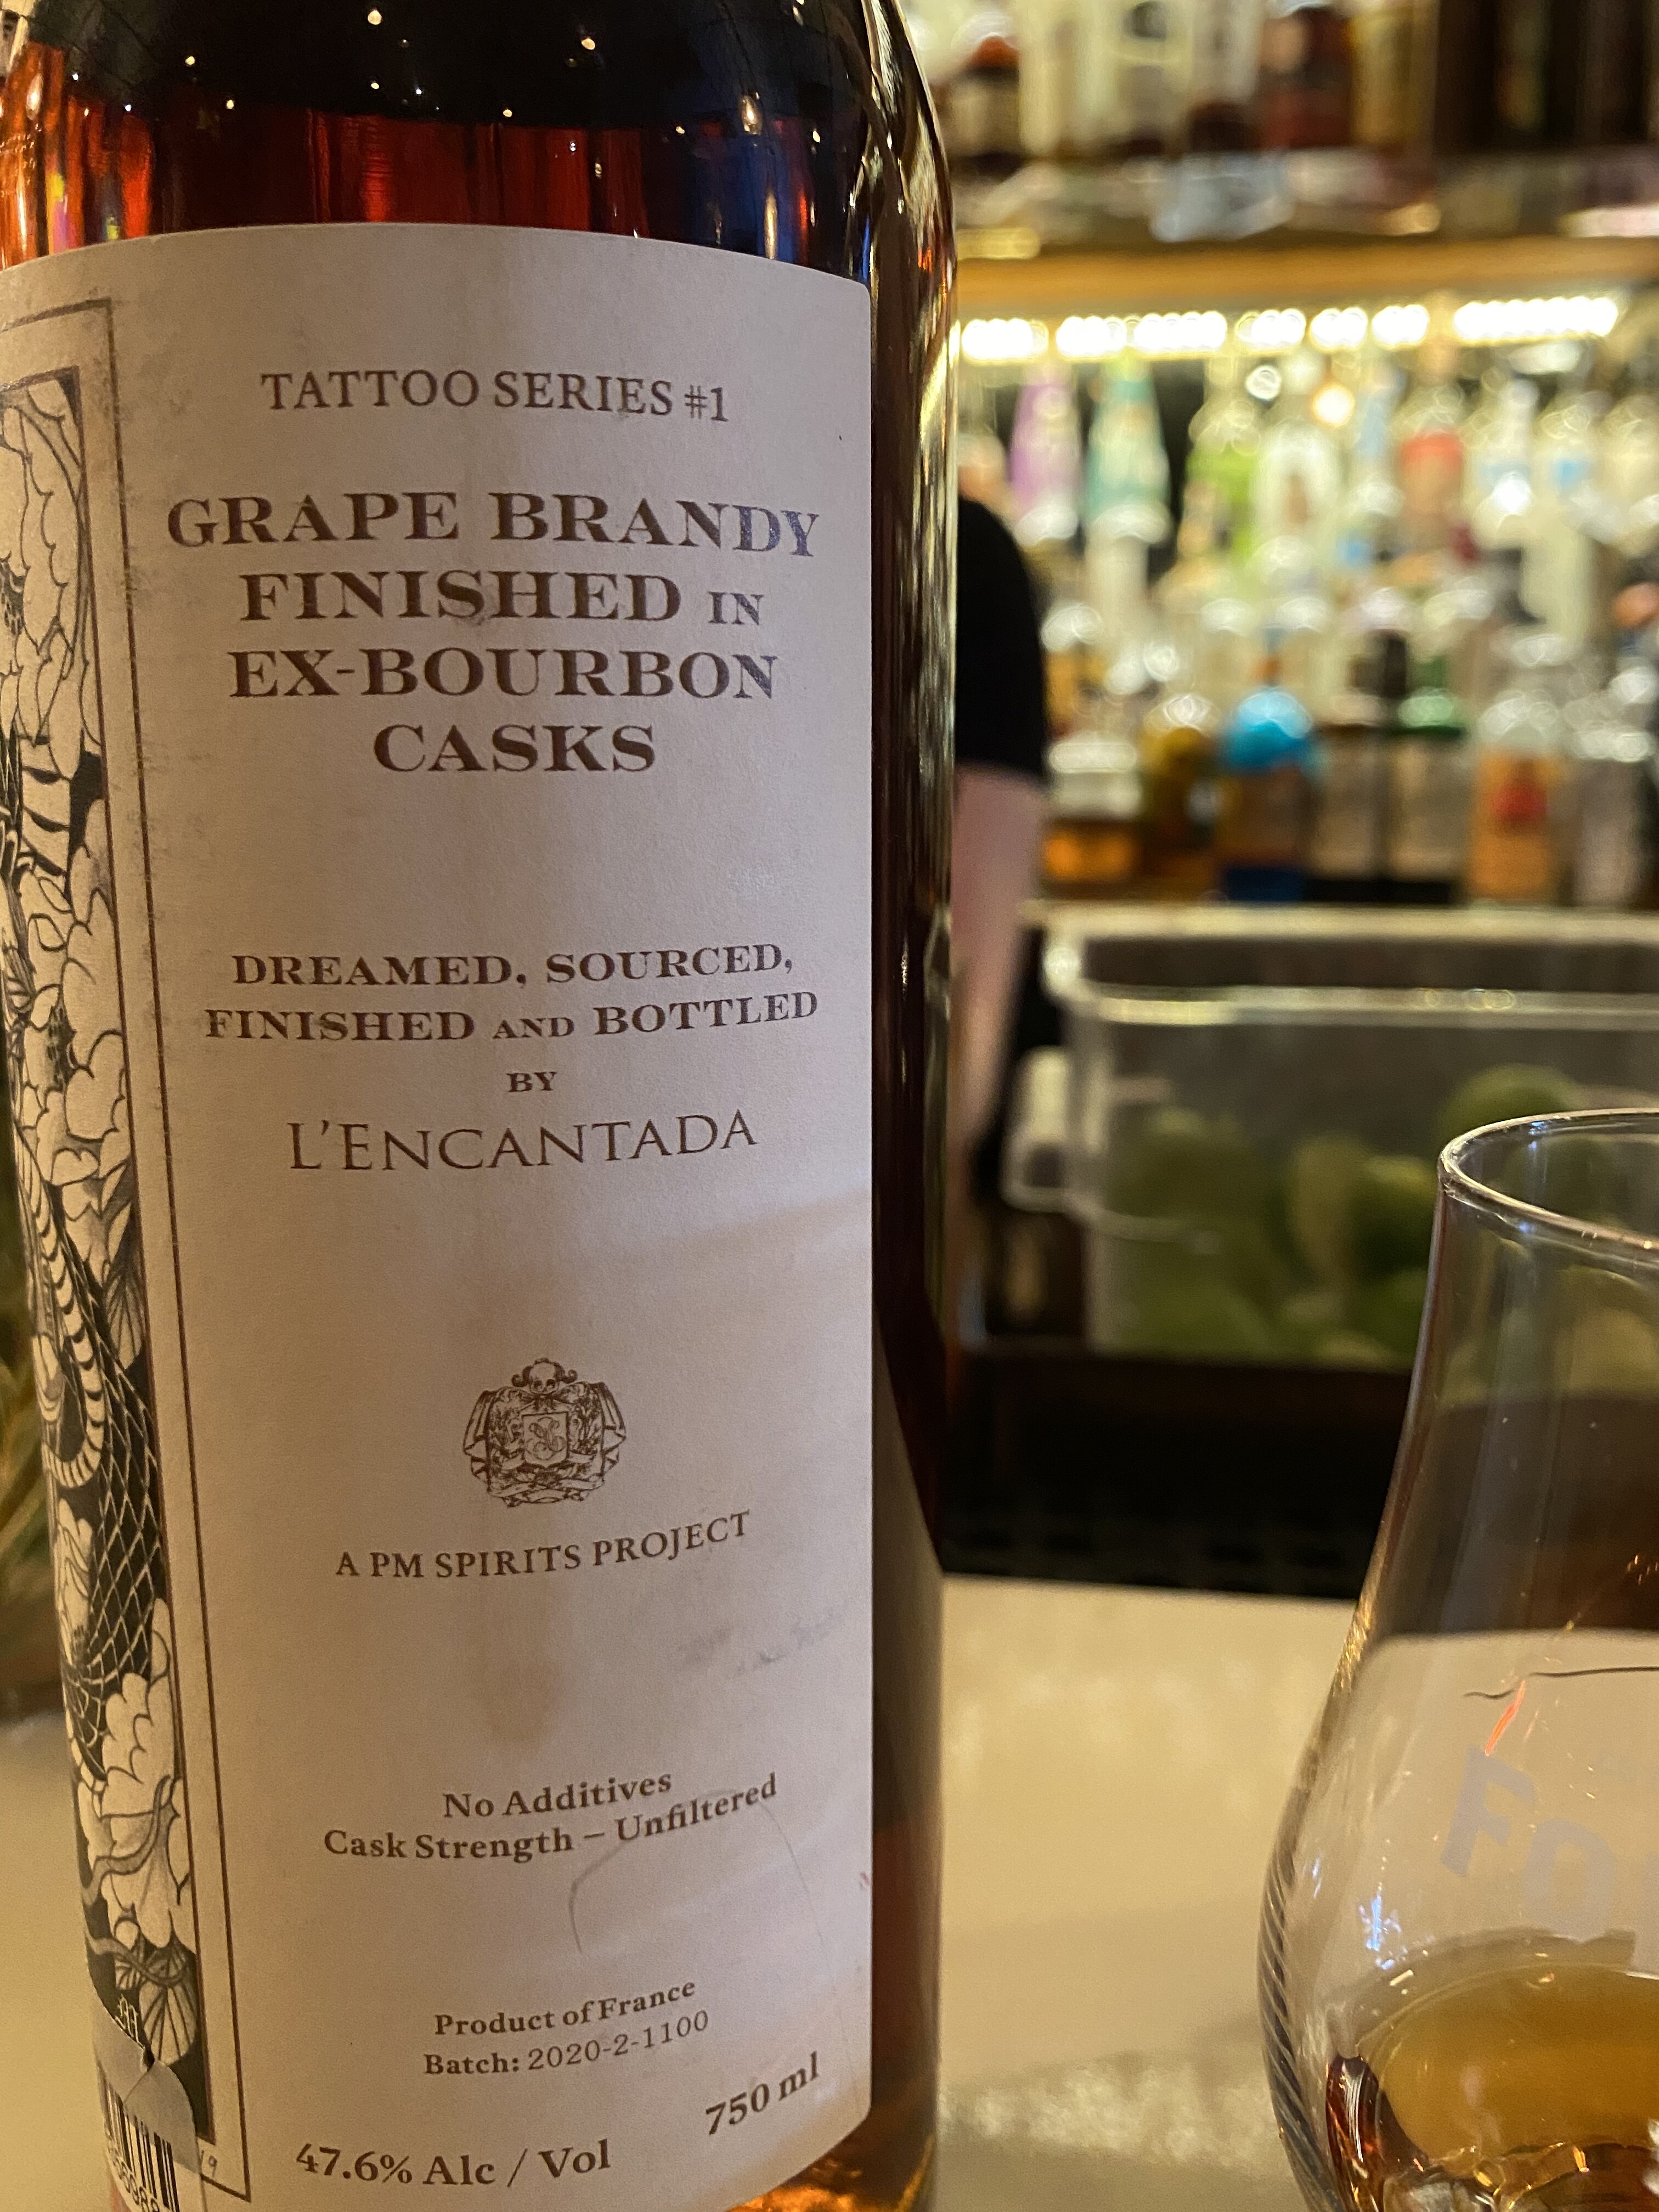 TATTOO SERIES #1
GRAPE BRANDY
FINISHED IN
EX-BOURBON
CASKS
DREAMED, SOURCED,
FINISHED AND BOTTLED
BY
L'ENCANTADA
A PM SPIRITS PROJECT
No Additives
Cask Strength – Unfiltered
Product of France
Batch: 2020-2-1100
750 ml
47.6% Alc / Vol